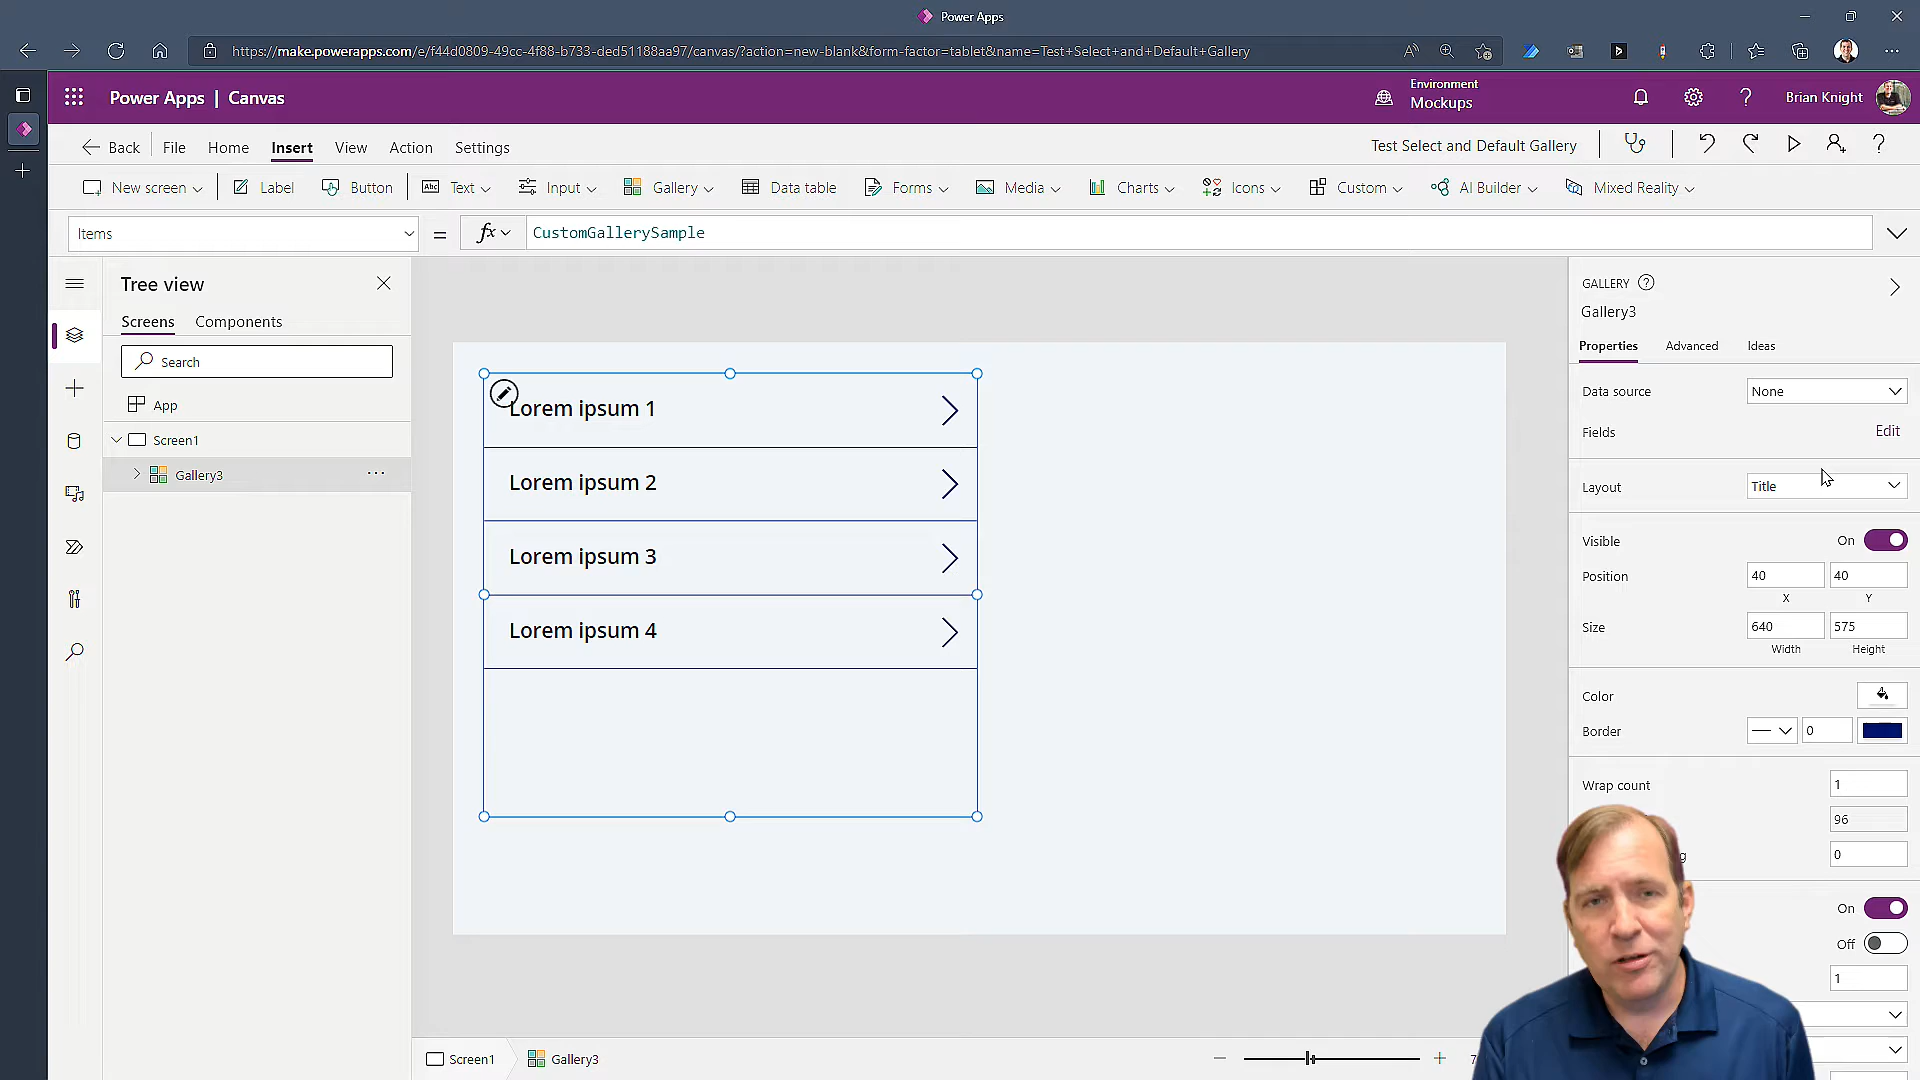 Power Apps
https://make.powerapps.com/e/f44d0809-49cc-4f88-b733-ded51188aa97/canvas/?action=new-blank&form-factor=tablet&name=Test+Select+and+Default+Gallery
Power Apps | Canvas
Environment
Mockups
Brian Knight
Back File Home Insert View Action Settings
Test Select and Default Gallery
New screen Label Button Text Input Gallery Data table Forms Media Charts Icons Custom AI Builder Mixed Reality
Items = fx CustomGallerySample
Tree view
Screens Components
Search
App
Screen1
Gallery3
Lorem ipsum 1
Lorem ipsum 2
Lorem ipsum 3
Lorem ipsum 4
GALLERY
Gallery3
Properties Advanced Ideas
Data source None
Fields Edit
Layout Title
Visible On
Position 40 40
X Y
Size 640 575
Width Height
Color
Border 0
Wrap count 1
96
0
On
Off
1
Screen1 Gallery3